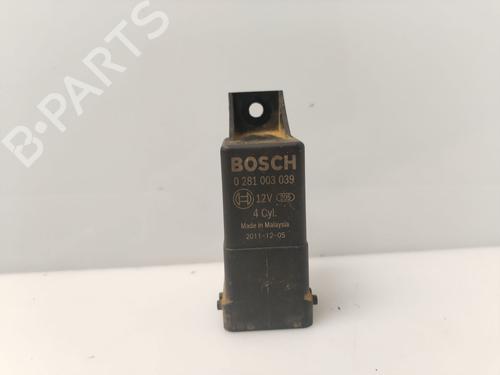 B-PARTS
BOSCH
0 281 003 039
12V
4 Cyl.
Made in Malaysia
2011-12-05